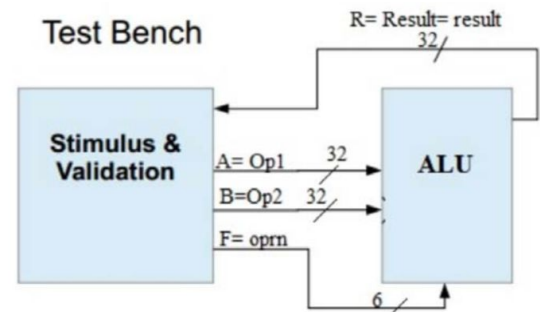 Test Bench
R= Result= result
32
Stimulus &
Validation
A= Op1
32
ALU
B=Op2
32
F= oprn
6